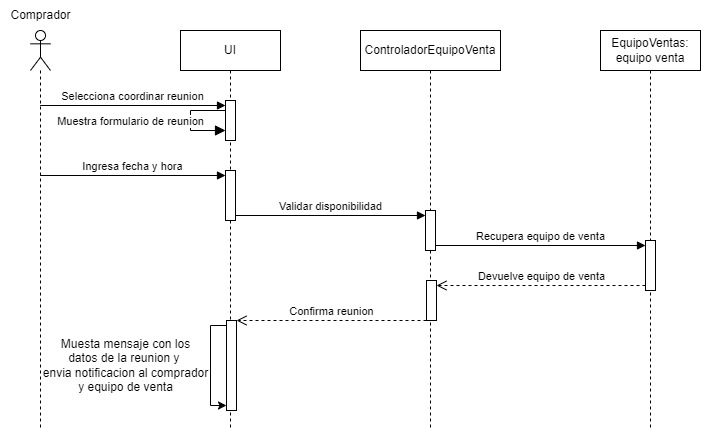 Comprador
UI
ControladorEquipoVenta
EquipoVentas:
equipo venta
Selecciona coordinar reunion
Muestra formulario de reunion
Ingresa fecha y hora
Validar disponibilidad
Recupera equipo de venta
Devuelve equipo de venta
Confirma reunion
Muesta mensaje con los
datos de la reunion y
envia notificacion al comprador
y equipo de venta